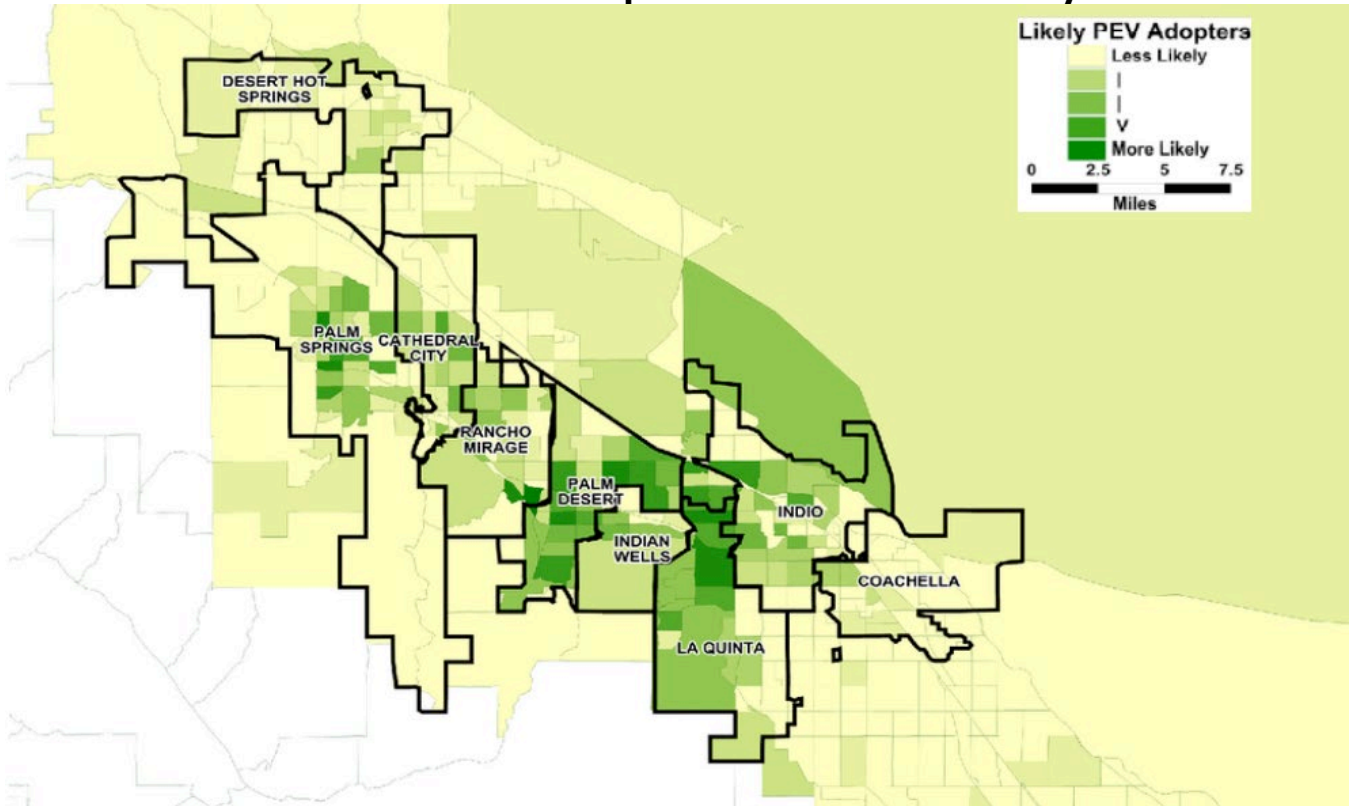 Likely PEV Adopters
Less Likely
|
|
V
More Likely
0 2.5 5 7.5
Miles
DESERT HOT
SPRINGS
PALM
SPRINGS
CATHEDRAL
CITY
RANCHO
MIRAGE
PALM
DESERT
INDIAN
WELLS
INDIO
COACHELLA
LA QUINTA